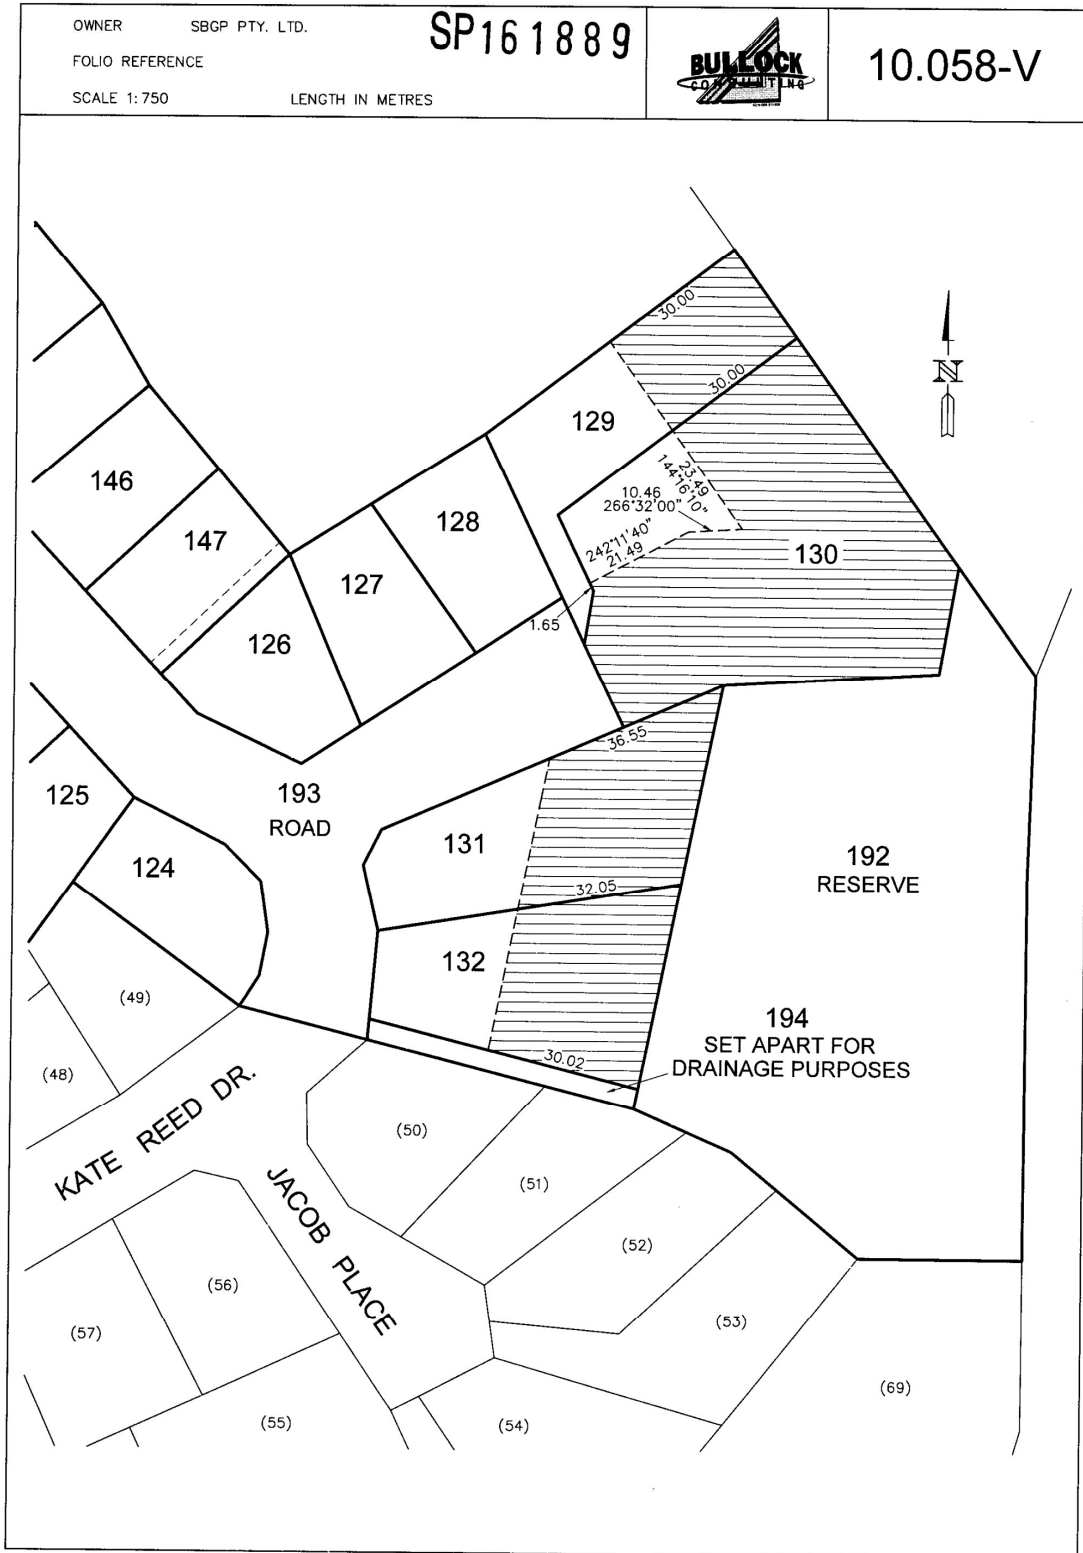 OWNER SBGP PTY. LTD.
SP161889
FOLIO REFERENCE
SCALE 1:750 LENGTH IN METRES
BULLOCK
CONSULTING
10.058-V
30.00
30.00
N
129
146
23.49
144°16'10"
10.46
266°32'00"
128
147
242°11'40"
21.49
130
127
1.65
126
36.55
125
193
ROAD
131
124
192
RESERVE
32.05
132
(49)
194
SET APART FOR
DRAINAGE PURPOSES
30.02
(48)
KATE REED DR.
(50)
(51)
JACOB PLACE
(52)
(56)
(57)
(53)
(69)
(55)
(54)